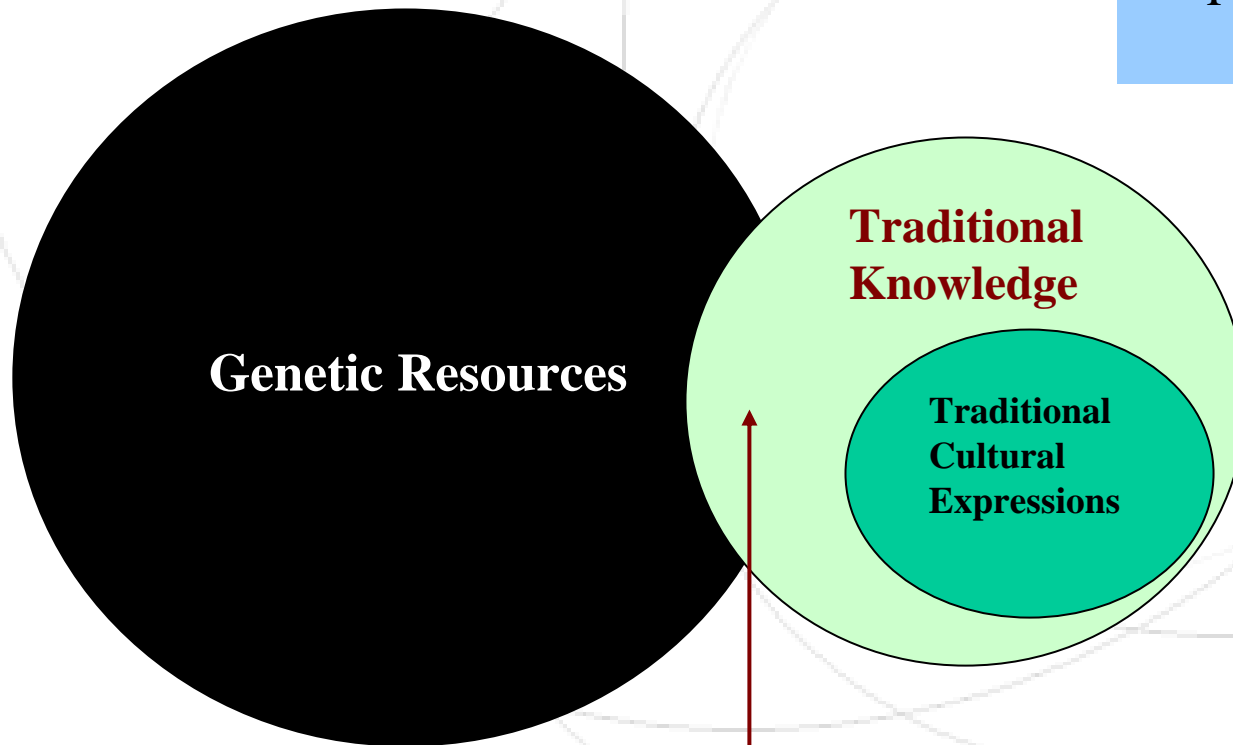 Traditional
Knowledge
Genetic Resources
Traditional
Cultural
Expressions